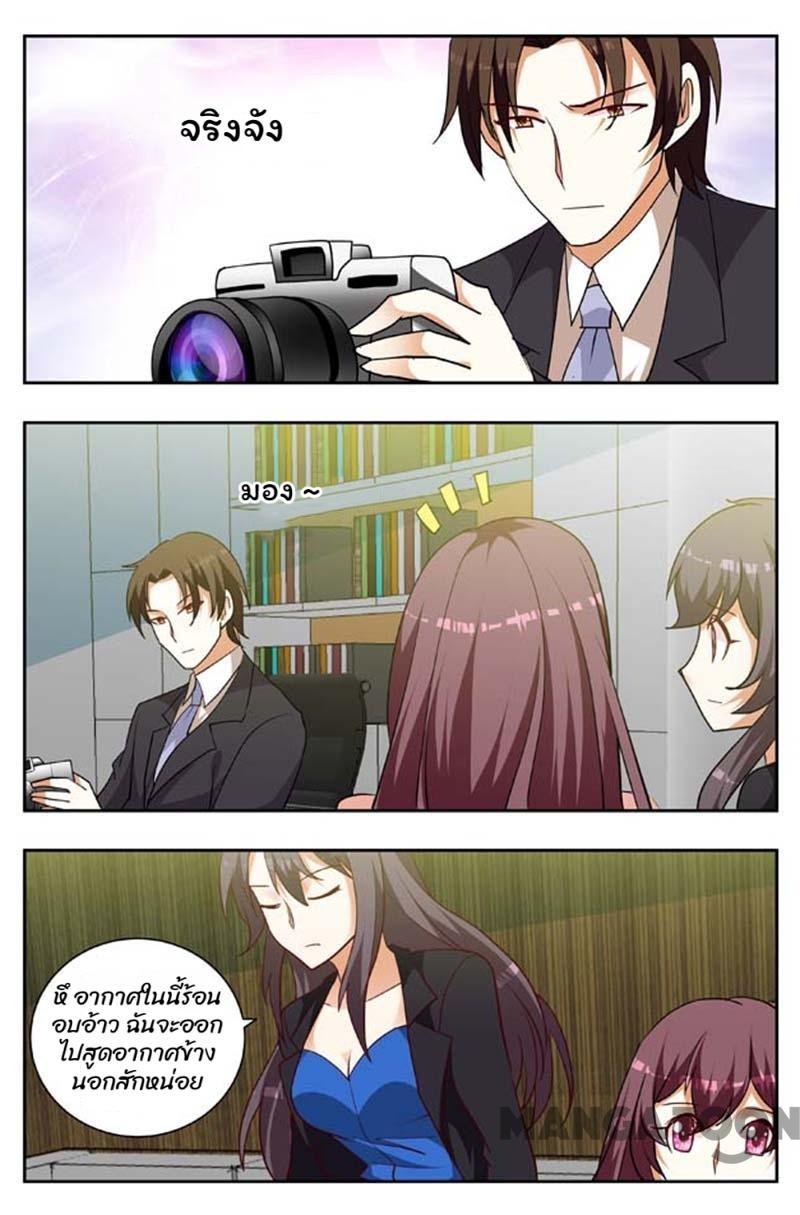 จริงจัง
มอง ~
หึ อากาศในนี้ร้อน
อบอ้าว ฉันจะออก
ไปสูดอากาศข้าง
นอกสักหน่อย
MANGATOON